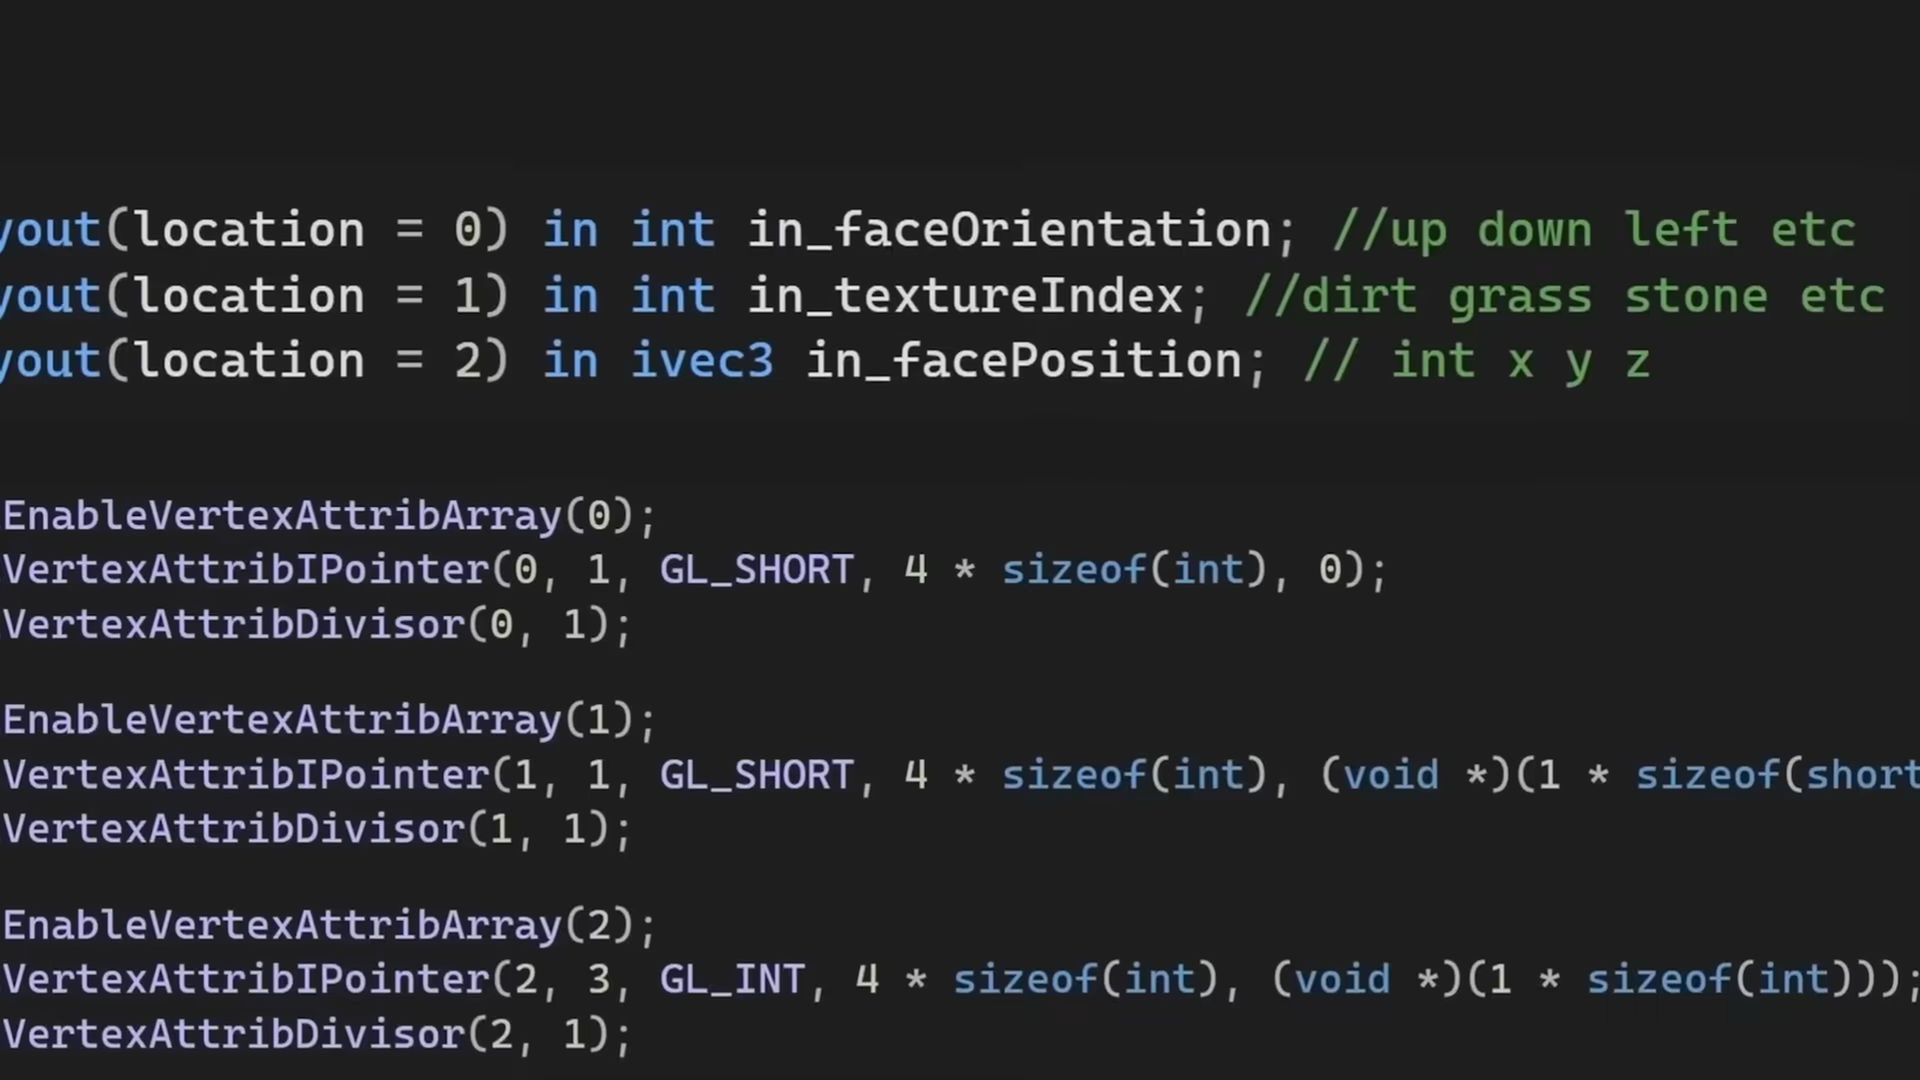 yout(location = 0) in int in_faceOrientation; //up down left etc
yout(location = 1) in int in_textureIndex; //dirt grass stone etc
yout(location = 2) in ivec3 in_facePosition; // int x y z
EnableVertexAttribArray(0);
VertexAttribIPointer(0, 1, GL_SHORT, 4 * sizeof(int), 0);
VertexAttribDivisor(0, 1);
EnableVertexAttribArray(1);
VertexAttribIPointer(1, 1, GL_SHORT, 4 * sizeof(int), (void *)(1 * sizeof(short
VertexAttribDivisor(1, 1);
EnableVertexAttribArray(2);
VertexAttribIPointer(2, 3, GL_INT, 4 * sizeof(int), (void *)(1 * sizeof(int)));
VertexAttribDivisor(2, 1);